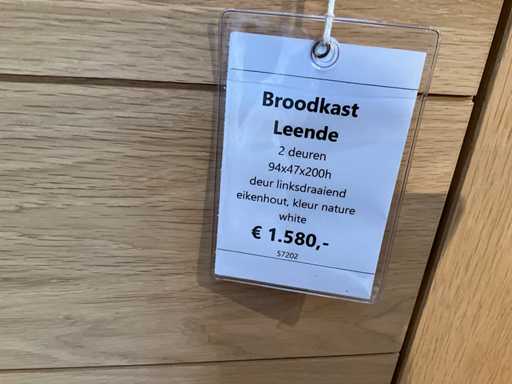 Broodkast
Leende
2 deuren
94x47x200h
deur linksdraaiend
eikenhout, kleur nature
white
€ 1.580,-
57202